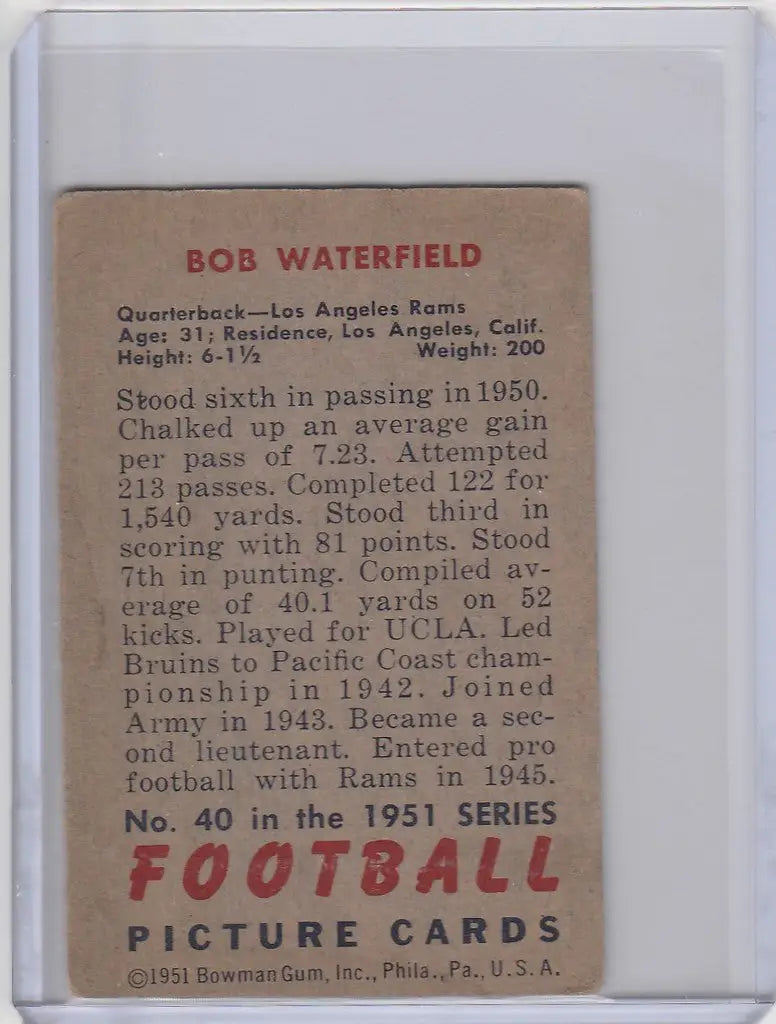 BOB WATERFIELD
Quarterback—Los Angeles Rams
Age: 31; Residence, Los Angeles, Calif.
Height: 6-1½ Weight: 200
Stood sixth in passing in 1950.
Chalked up an average gain
per pass of 7.23. Attempted
213 passes. Completed 122 for
1,540 yards. Stood third in
scoring with 81 points. Stood
7th in punting. Compiled av-
erage of 40.1 yards on 52
kicks. Played for UCLA. Led
Bruins to Pacific Coast cham-
pionship in 1942. Joined
Army in 1943. Became a sec-
ond lieutenant. Entered pro
football with Rams in 1945.
No. 40 in the 1951 SERIES
FOOTBALL
PICTURE CARDS
©1951 Bowman Gum, Inc., Phila., Pa., U.S.A.